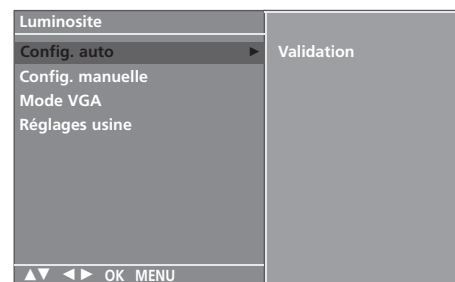 Luminosite
Config. auto ► Validation
Config. manuelle
Mode VGA
Réglages usine
▲▼ ◄► OK MENU